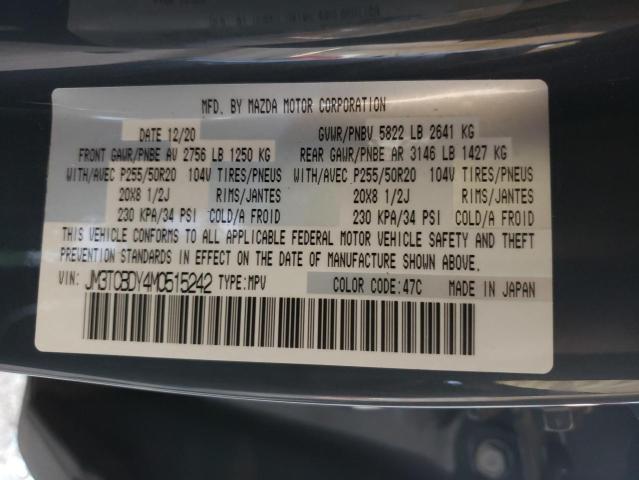 MFD. BY MAZDA MOTOR CORPORATION
DATE 12/20 GVWR/PNBV 5822 LB 2641 KG
FRONT GAWR/PNBE AV 2756 LB 1250 KG REAR GAWR/PNBE AR 3146 LB 1427 KG
WITH/AVEC P255/50R20 104V TIRES/PNEUS WITH/AVEC P255/50R20 104V TIRES/PNEUS
20X8 1/2J RIMS/JANTES 20X8 1/2J RIMS/JANTES
230 KPA/34 PSI COLD/A FROID 230 KPA/34 PSI COLD/A FROID
THIS VEHICLE CONFORMS TO ALL APPLICABLE FEDERAL MOTOR VEHICLE SAFETY AND THEFT
PREVENTION STANDARDS IN EFFECT ON THE DATE OF MANUFACTURE SHOWN ABOVE.
VIN: JM3TCBDY4M0515242 TYPE:MPV COLOR CODE:47C MADE IN JAPAN